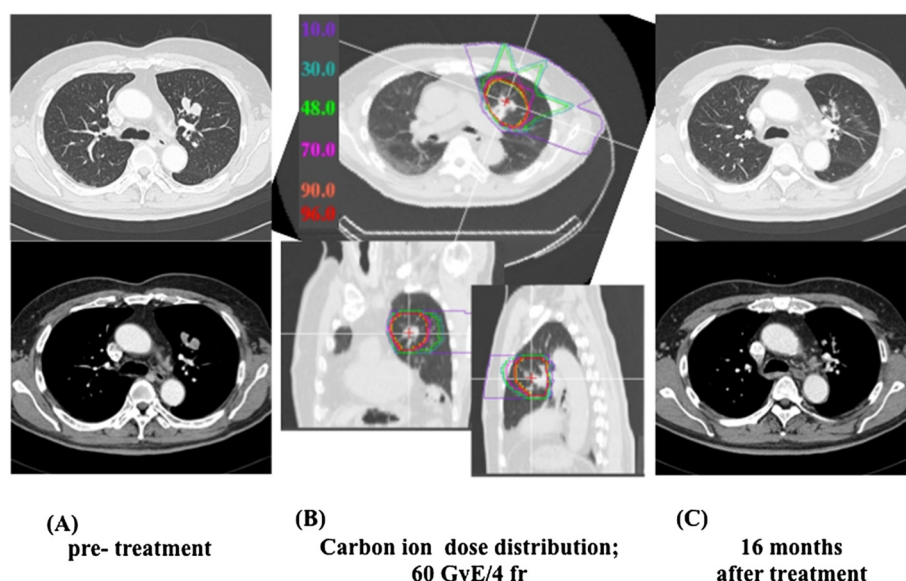 10.0
30.0
48.0
70.0
90.0
96.0
(A)
pre- treatment
(B)
Carbon ion dose distribution;
60 GyE/4 fr
(C)
16 months
after treatment